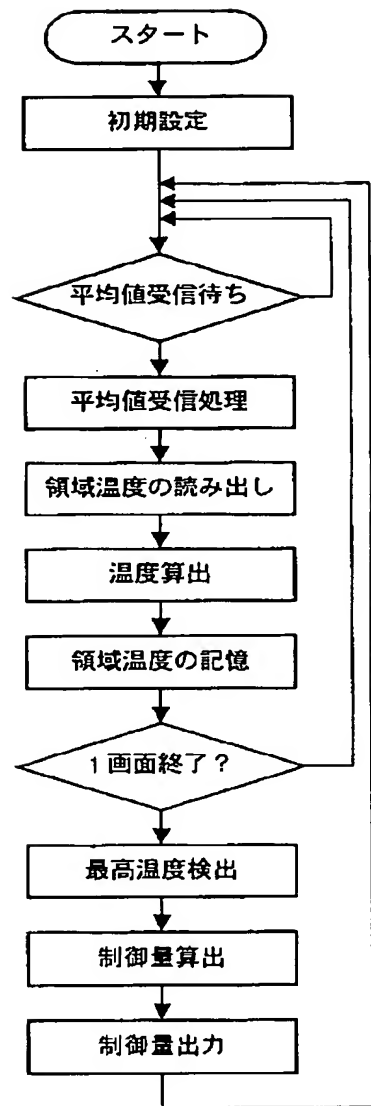 スタート
初期設定
平均値受信待ち
平均値受信処理
領域温度の読み出し
温度算出
領域温度の記憶
1画面終了？
最高温度検出
制御量算出
制御量出力